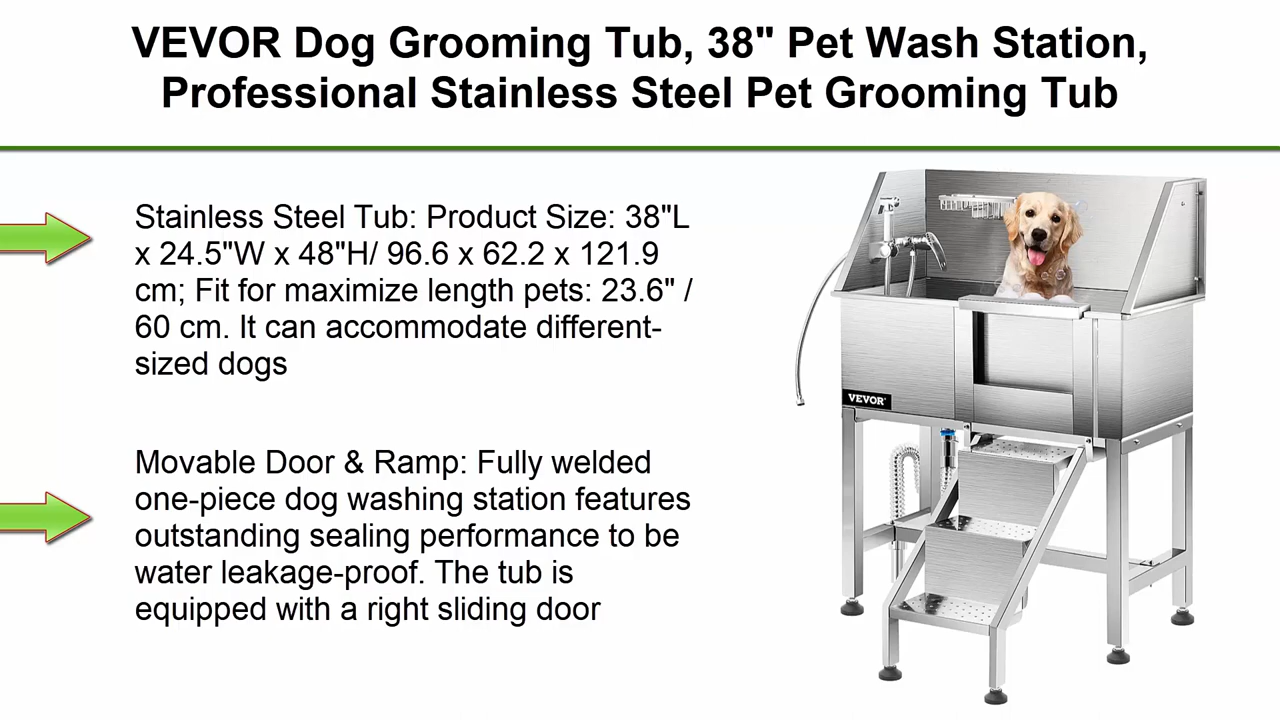 VEVOR Dog Grooming Tub, 38" Pet Wash Station,
Professional Stainless Steel Pet Grooming Tub
Stainless Steel Tub: Product Size: 38"L
x 24.5"W x 48"H/ 96.6 x 62.2 x 121.9
cm; Fit for maximize length pets: 23.6" /
60 cm. It can accommodate different-
sized dogs
Movable Door & Ramp: Fully welded
one-piece dog washing station features
outstanding sealing performance to be
water leakage-proof. The tub is
equipped with a right sliding door
VEVOR